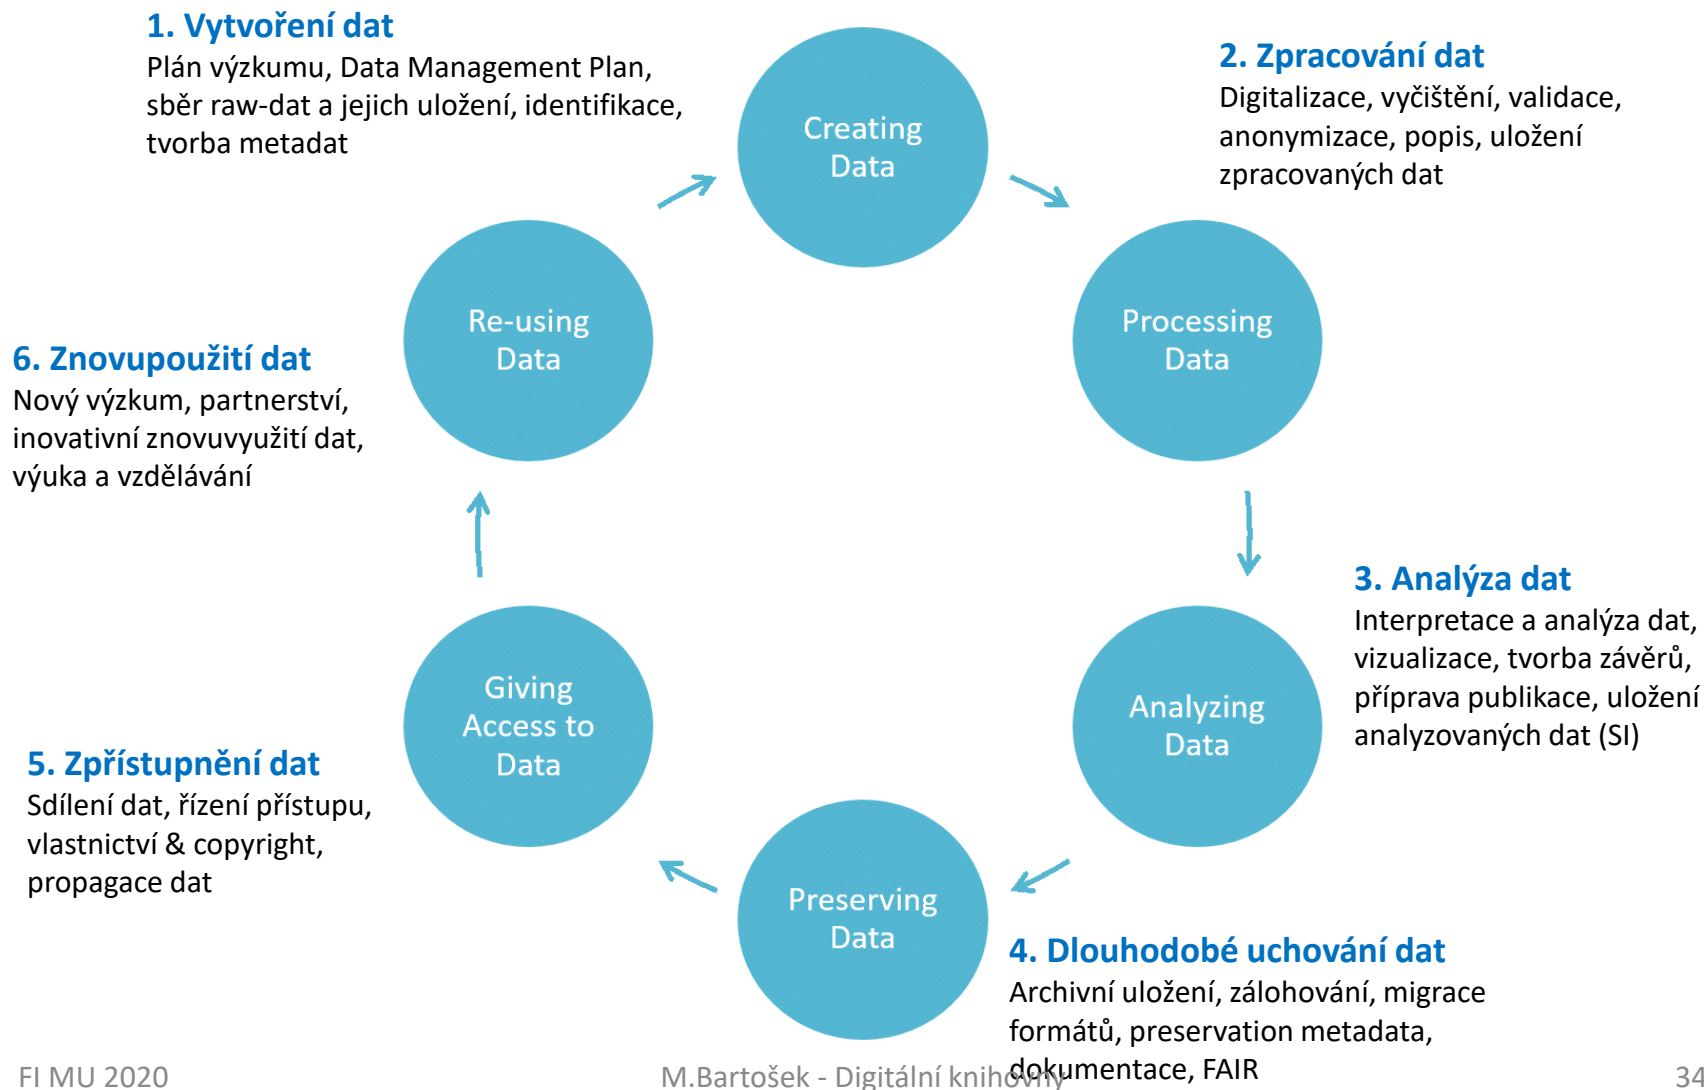 1. Vytvoření dat
Plán výzkumu, Data Management Plan,
sběr raw-dat a jejich uložení, identifikace,
tvorba metadat
Creating
Data
2. Zpracování dat
Digitalizace, vyčištění, validace,
anonymizace, popis, uložení
zpracovaných dat
Processing
Data
3. Analýza dat
Interpretace a analýza dat,
vizualizace, tvorba závěrů,
příprava publikace, uložení
analyzovaných dat (SI)
Analyzing
Data
4. Dlouhodobé uchování dat
Archivní uložení, zálohování, migrace
formátů, preservation metadata,
dokumentace, FAIR
Preserving
Data
5. Zpřístupnění dat
Sdílení dat, řízení přístupu,
vlastnictví & copyright,
propagace dat
Giving
Access to
Data
6. Znovupoužití dat
Nový výzkum, partnerství,
inovativní znovuvyužití dat,
výuka a vzdělávání
Re-using
Data
FI MU 2020
M.Bartošek - Digitální knihovny
34